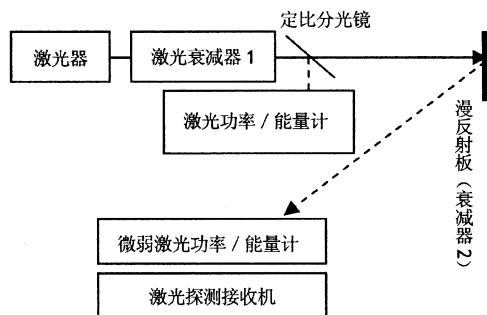 定比分光镜
激光器
激光衰减器1
激光功率/能量计
漫反射板（衰减器2）
微弱激光功率/能量计
激光探测接收机